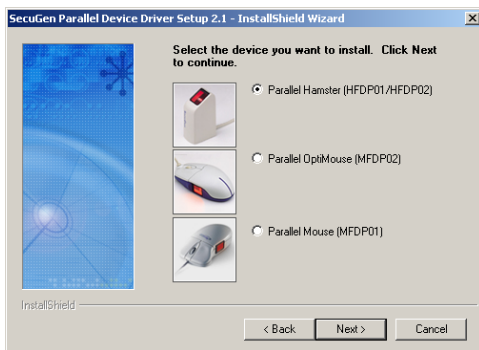 SecuGen Parallel Device Driver Setup 2.1 - InstallShield Wizard
Select the device you want to install. Click Next
to continue.
Parallel Hamster (HFDP01/HFDP02)
Parallel OptiMouse (MFDP02)
Parallel Mouse (MFDP01)
InstallShield
< Back
Next >
Cancel